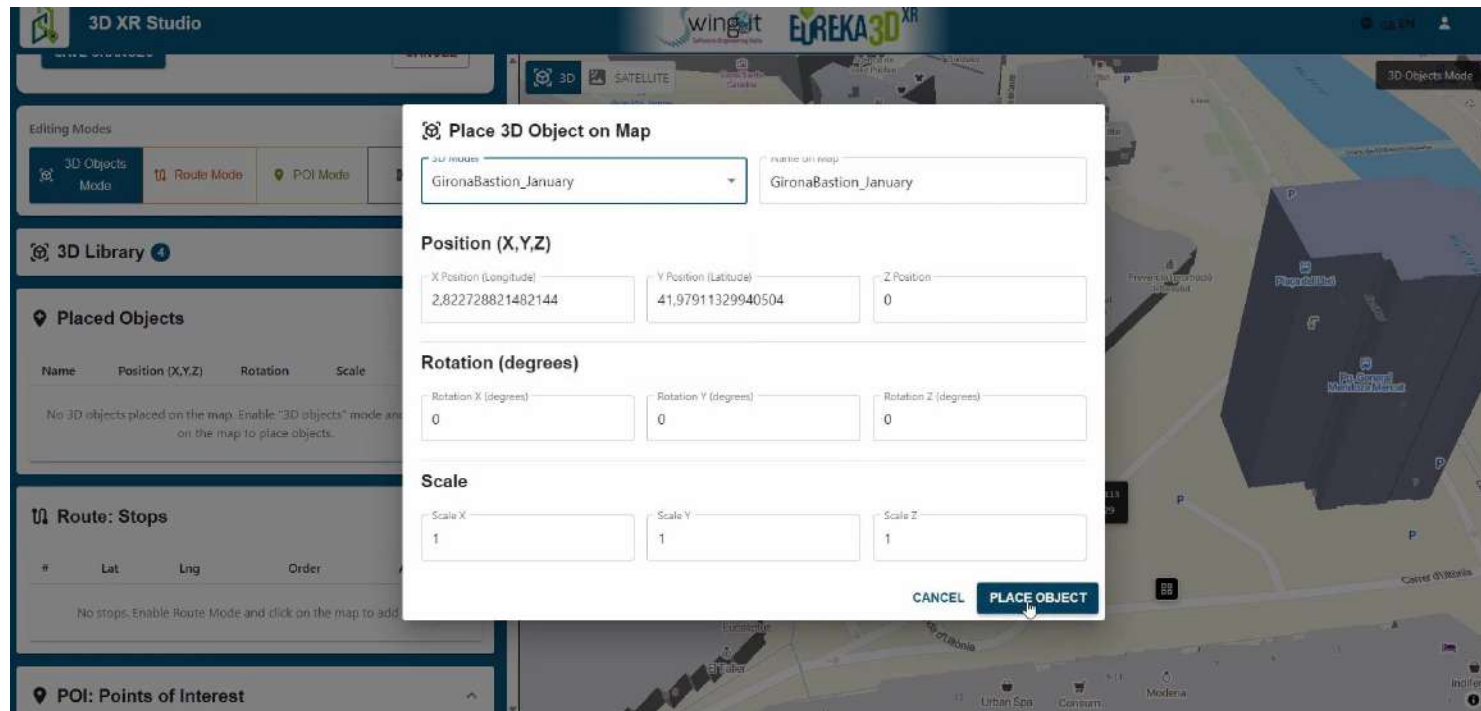 3D XR Studio
wingit
EUREKA3D XR
3D
SATELLITE
3D Objects Mode
Editing Modes
3D Objects Mode
Route Mode
POI Mode
3D Library 4
Placed Objects
Name Position (X,Y,Z) Rotation Scale
No 3D objects placed on the map. Enable "3D objects" mode and
on the map to place objects.
Route: Stops
# Lat Lng Order
No stops. Enable Route Mode and click on the map to add
POI: Points of Interest
Place 3D Object on Map
3D Model
GironaBastion_January
Name on Map
GironaBastion_January
Position (X,Y,Z)
X Position (Longitude)
2,822728821482144
Y Position (Latitude)
41,97911329940504
Z Position
0
Rotation (degrees)
Rotation X (degrees)
0
Rotation Y (degrees)
0
Rotation Z (degrees)
0
Scale
Scale X
1
Scale Y
1
Scale Z
1
CANCEL
PLACE OBJECT
P
P
P
P
P
Urban Spa
Modena